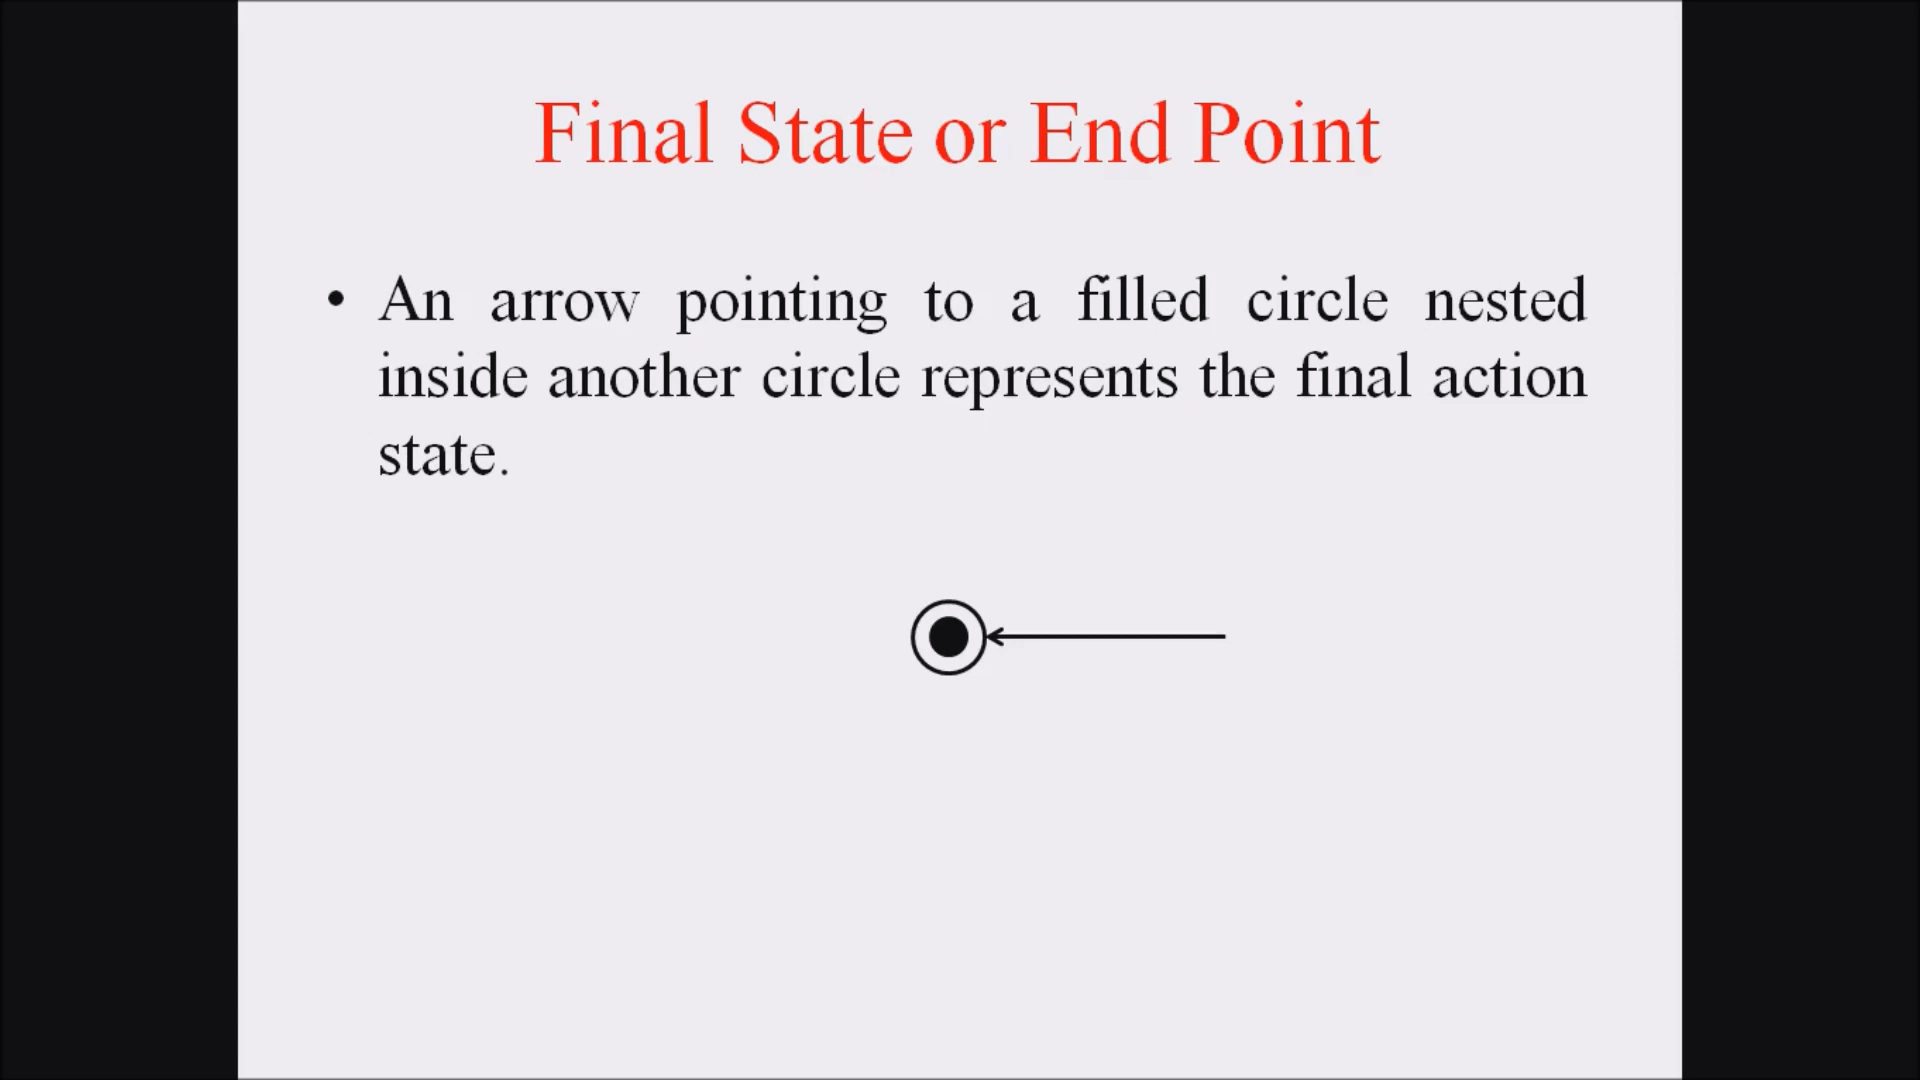 Final State or End Point
• An arrow pointing to a filled circle nested
inside another circle represents the final action
state.